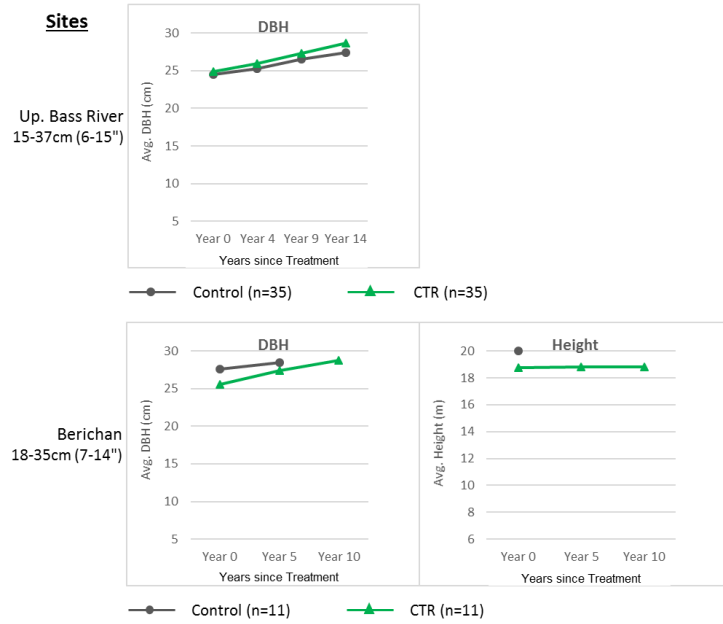 Sites
DBH
30
25
20
15
10
5
Avg. DBH (cm)
Year 0 Year 4 Year 9 Year 14
Years since Treatment
Up. Bass River
15-37cm (6-15")
Control (n=35) CTR (n=35)
DBH
30
25
20
15
10
5
Avg. DBH (cm)
Year 0 Year 5 Year 10
Years since Treatment
Height
20
18
16
14
12
10
8
6
Avg. Height (m)
Year 0 Year 5 Year 10
Years since Treatment
Berichan
18-35cm (7-14")
Control (n=11) CTR (n=11)